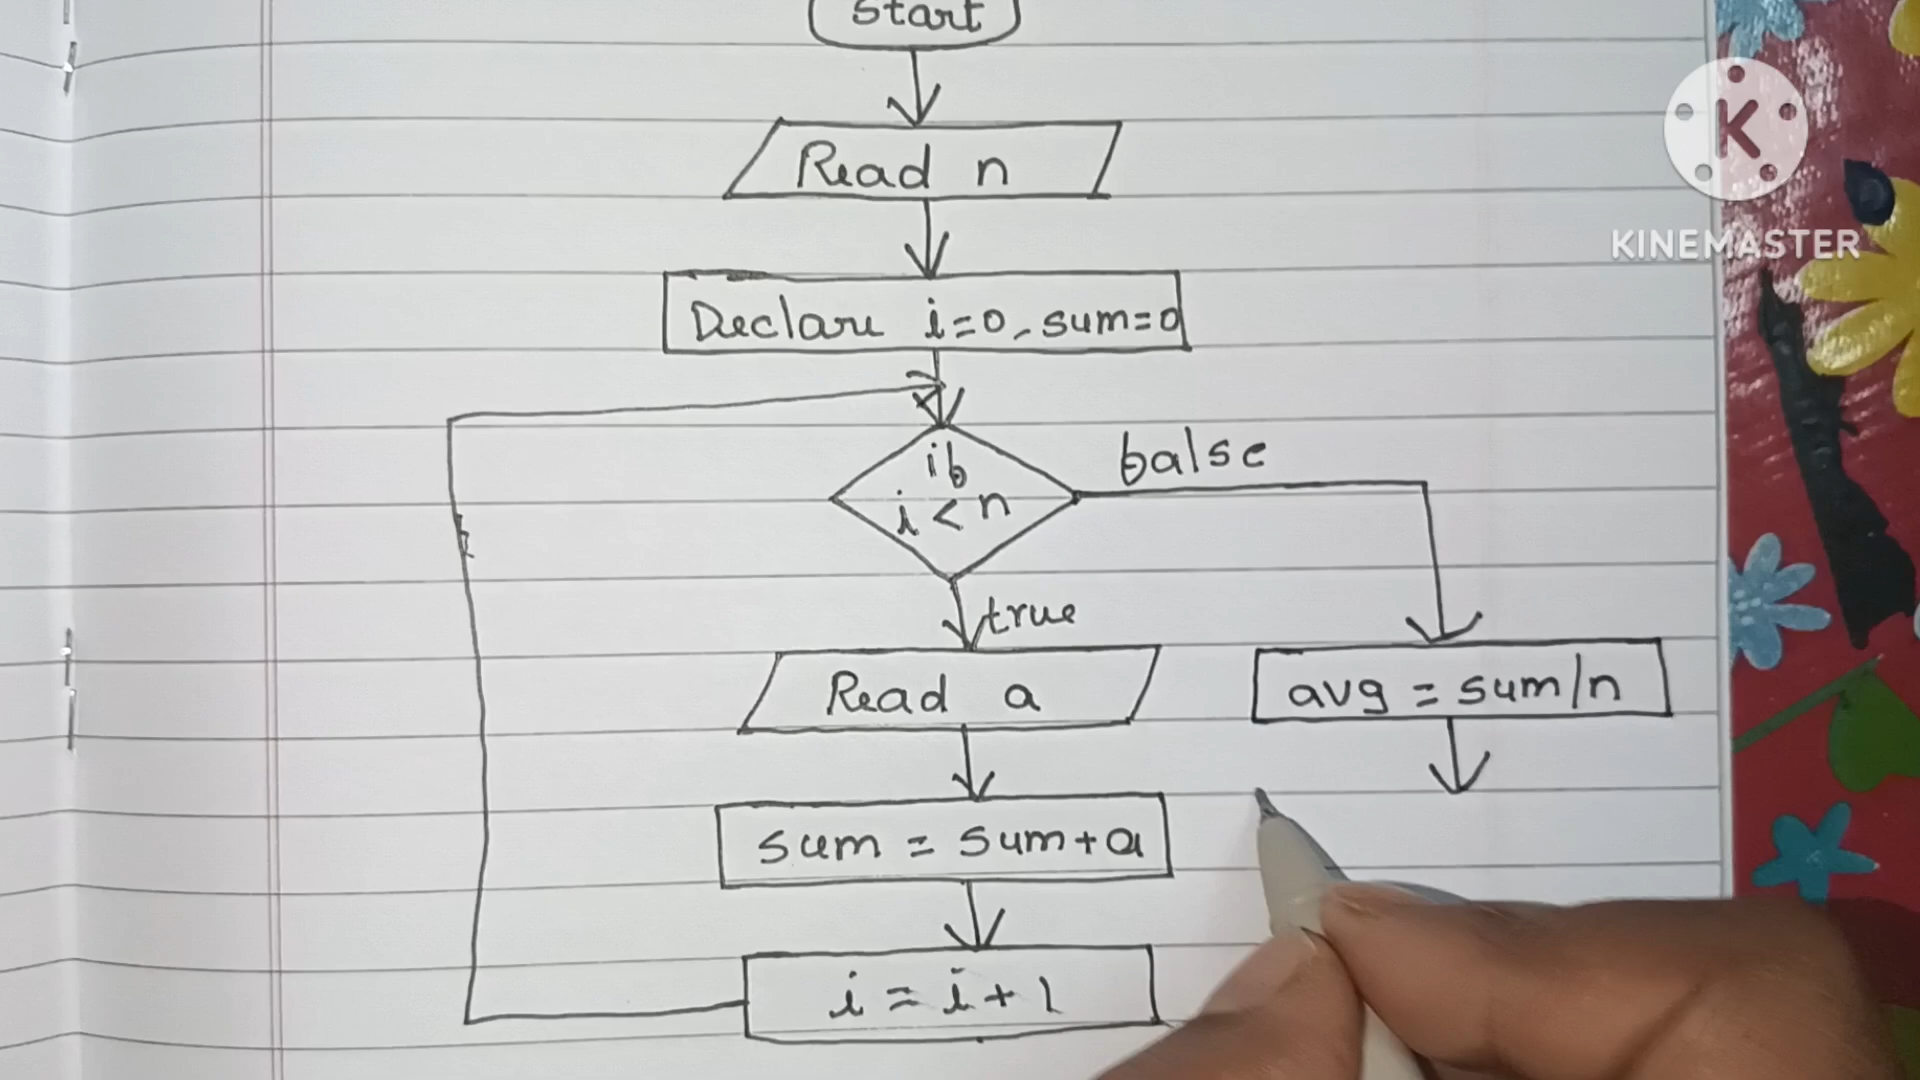 Start
Read n
Declare i=0, sum=0
if
i < n
false
true
Read a
avg = sum/n
sum = sum+a
i = i+1
K
KINEMASTER